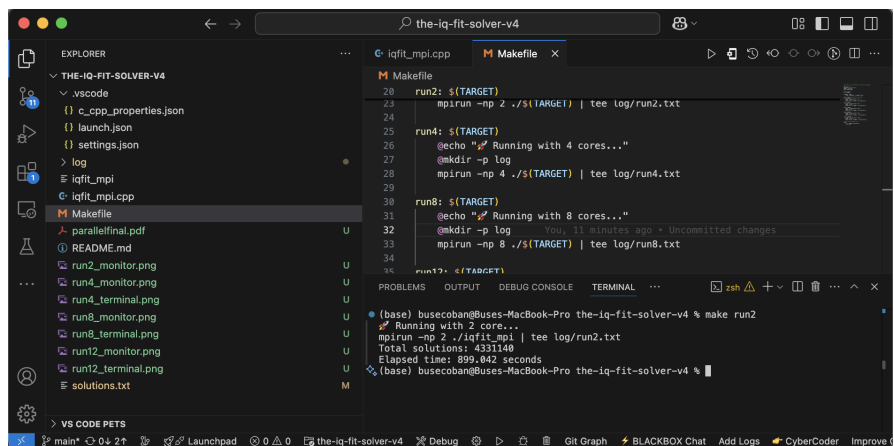 the-iq-fit-solver-v4
EXPLORER
iqfit_mpi.cpp
Makefile
THE-IQ-FIT-SOLVER-V4
.vscode
c_cpp_properties.json
launch.json
settings.json
log
iqfit_mpi
iqfit_mpi.cpp
Makefile
parallelfinal.pdf U
README.md
run2_monitor.png U
run4_monitor.png U
run4_terminal.png U
run8_monitor.png U
run8_terminal.png U
run12_monitor.png U
run12_terminal.png U
solutions.txt M
VS CODE PETS
11
1
M Makefile
20 run2: $(TARGET)
23 mpirun -np 2 ./$(TARGET) | tee log/run2.txt
24
25 run4: $(TARGET)
26 @echo "🚀 Running with 4 cores..."
27 @mkdir -p log
28 mpirun -np 4 ./$(TARGET) | tee log/run4.txt
29
30 run8: $(TARGET)
31 @echo "🚀 Running with 8 cores..."
32 @mkdir -p log You, 11 minutes ago • Uncommitted changes
33 mpirun -np 8 ./$(TARGET) | tee log/run8.txt
34
35 run12: $(TARGET)
PROBLEMS OUTPUT DEBUG CONSOLE TERMINAL ... zsh
(base) busecoban@Buses-MacBook-Pro the-iq-fit-solver-v4 % make run2
🚀 Running with 2 core...
mpirun -np 2 ./iqfit_mpi | tee log/run2.txt
Total solutions: 4331140
Elapsed time: 899.042 seconds
(base) busecoban@Buses-MacBook-Pro the-iq-fit-solver-v4 %
main* 0↓ 2↑ Launchpad 0 0 the-iq-fit-solver-v4 Debug Git Graph BLACKBOX Chat Add Logs CyberCoder Improve